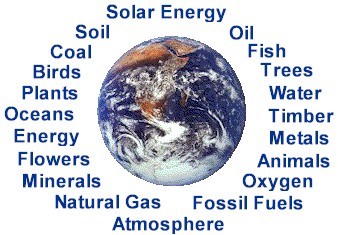 Solar Energy
Soil
Oil
Coal
Fish
Birds
Trees
Plants
Water
Oceans
Timber
Energy
Metals
Flowers
Animals
Minerals
Oxygen
Natural Gas
Fossil Fuels
Atmosphere